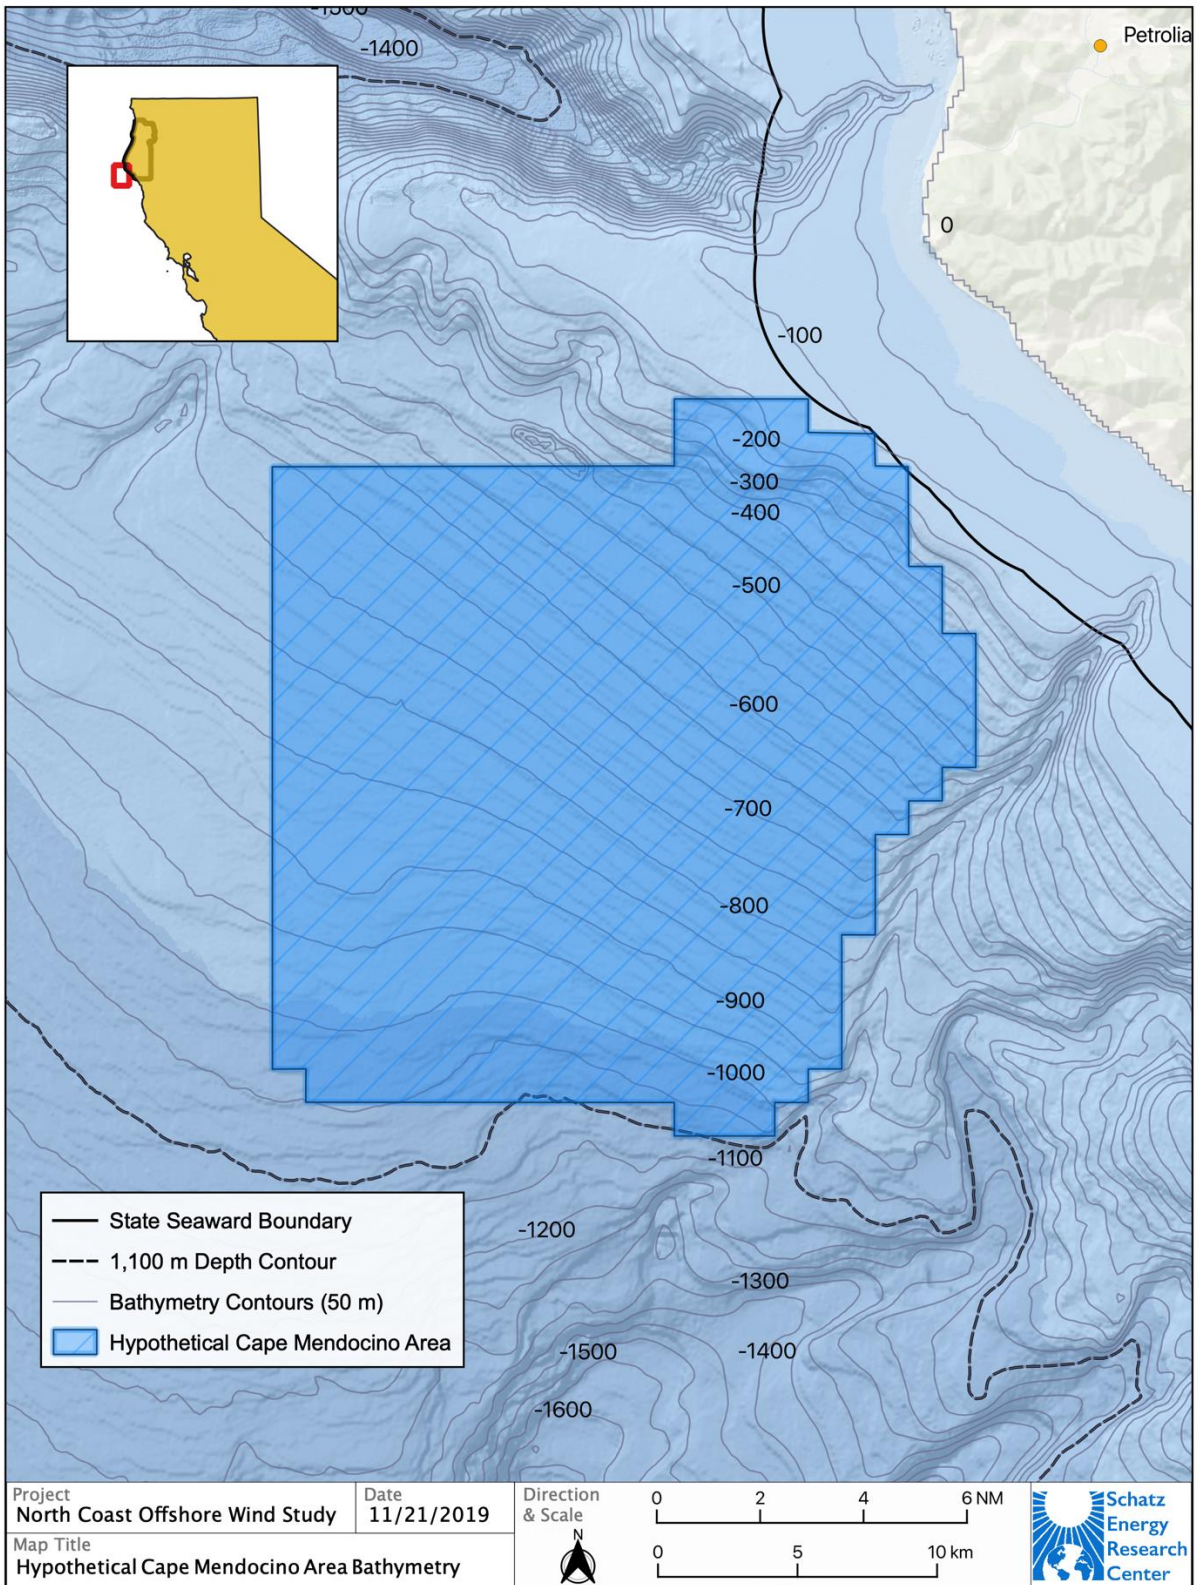 -1500
-1400
Petrolia
0
-100
-200
-300
-400
-500
-600
-700
-800
-900
-1000
-1100
-1200
-1300
-1500
-1400
-1600
State Seaward Boundary
1,100 m Depth Contour
Bathymetry Contours (50 m)
Hypothetical Cape Mendocino Area
Project
North Coast Offshore Wind Study
Date
11/21/2019
Map Title
Hypothetical Cape Mendocino Area Bathymetry
Direction
& Scale
N
0 2 4 6 NM
0 5 10 km
Schatz
Energy
Research
Center